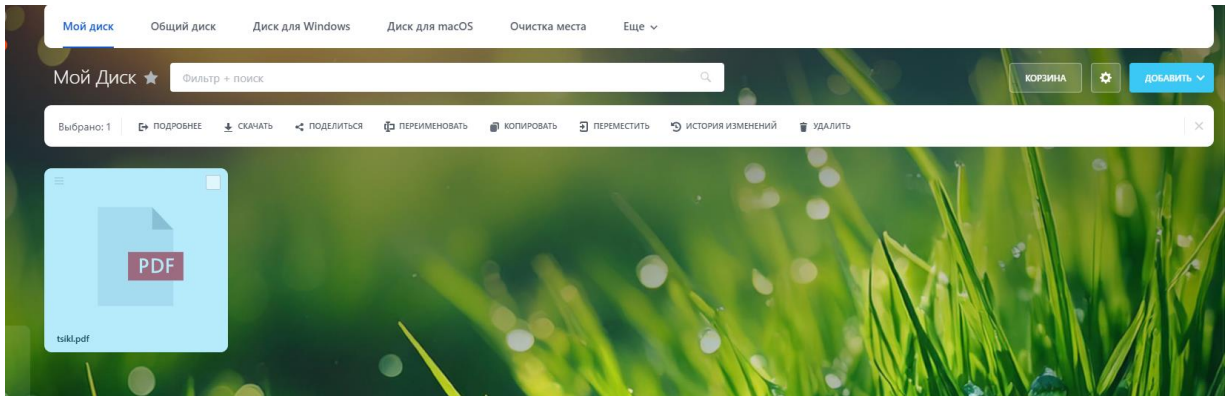 Мой диск Общий диск Диск для Windows Диск для macOS Очистка места Еще
Мой Диск Фильтр + поиск КОРЗИНА ДОБАВИТЬ
Выбрано: 1 ПОДРОБНЕЕ СКАЧАТЬ ПОДЕЛИТЬСЯ ПЕРЕИМЕНОВАТЬ КОПИРОВАТЬ ПЕРЕМЕСТИТЬ ИСТОРИЯ ИЗМЕНЕНИЙ УДАЛИТЬ
PDF
tsikl.pdf